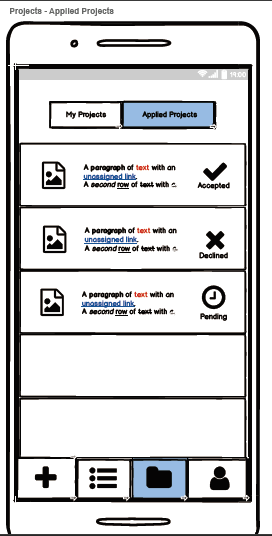 Projects - Applied Projects
19:00
My Projects
Applied Projects
A paragraph of text with an
unassigned link.
A second row of text with c.
Accepted
A paragraph of text with an
unassigned link.
A second row of text with c.
Declined
A paragraph of text with an
unassigned link.
A second row of text with c.
Pending